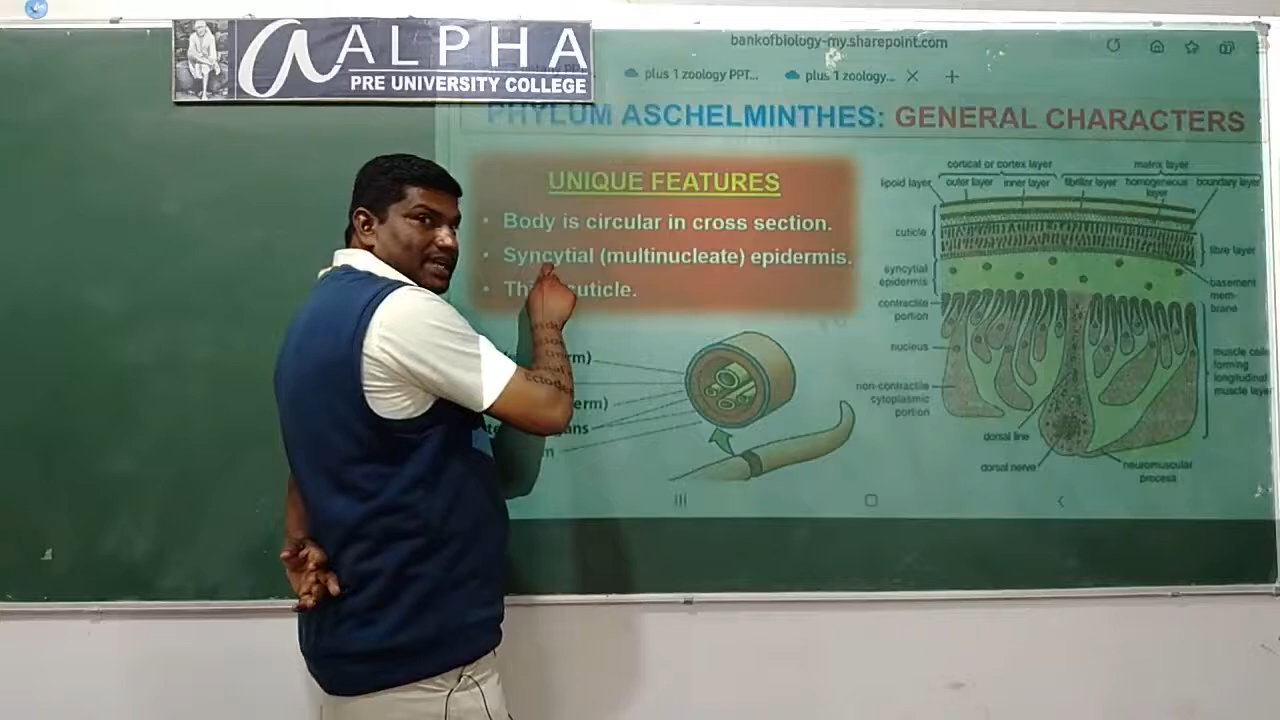 ALPHA
PRE UNIVERSITY COLLEGE
bankofbiology-my.sharepoint.com
plus 1 zoology PPT...
plus 1 zoology...
PHYLUM ASCHELMINTHES: GENERAL CHARACTERS
UNIQUE FEATURES
• Body is circular in cross section.
• Syncytial (multinucleate) epidermis.
• cuticle.
cortical or cortex layer
matrix layer
lipoid layer
outer layer
inner layer
fibrillar layer
homogeneous layer
boundary layer
cuticle
fibre layer
syncytial
epidermis
basement
mem-
brane
contractile
portion
nucleus
muscle cells
forming
longitudinal
muscle layer
non-contractile
cytoplasmic
portion
dorsal line
dorsal nerve
neuromuscular
process